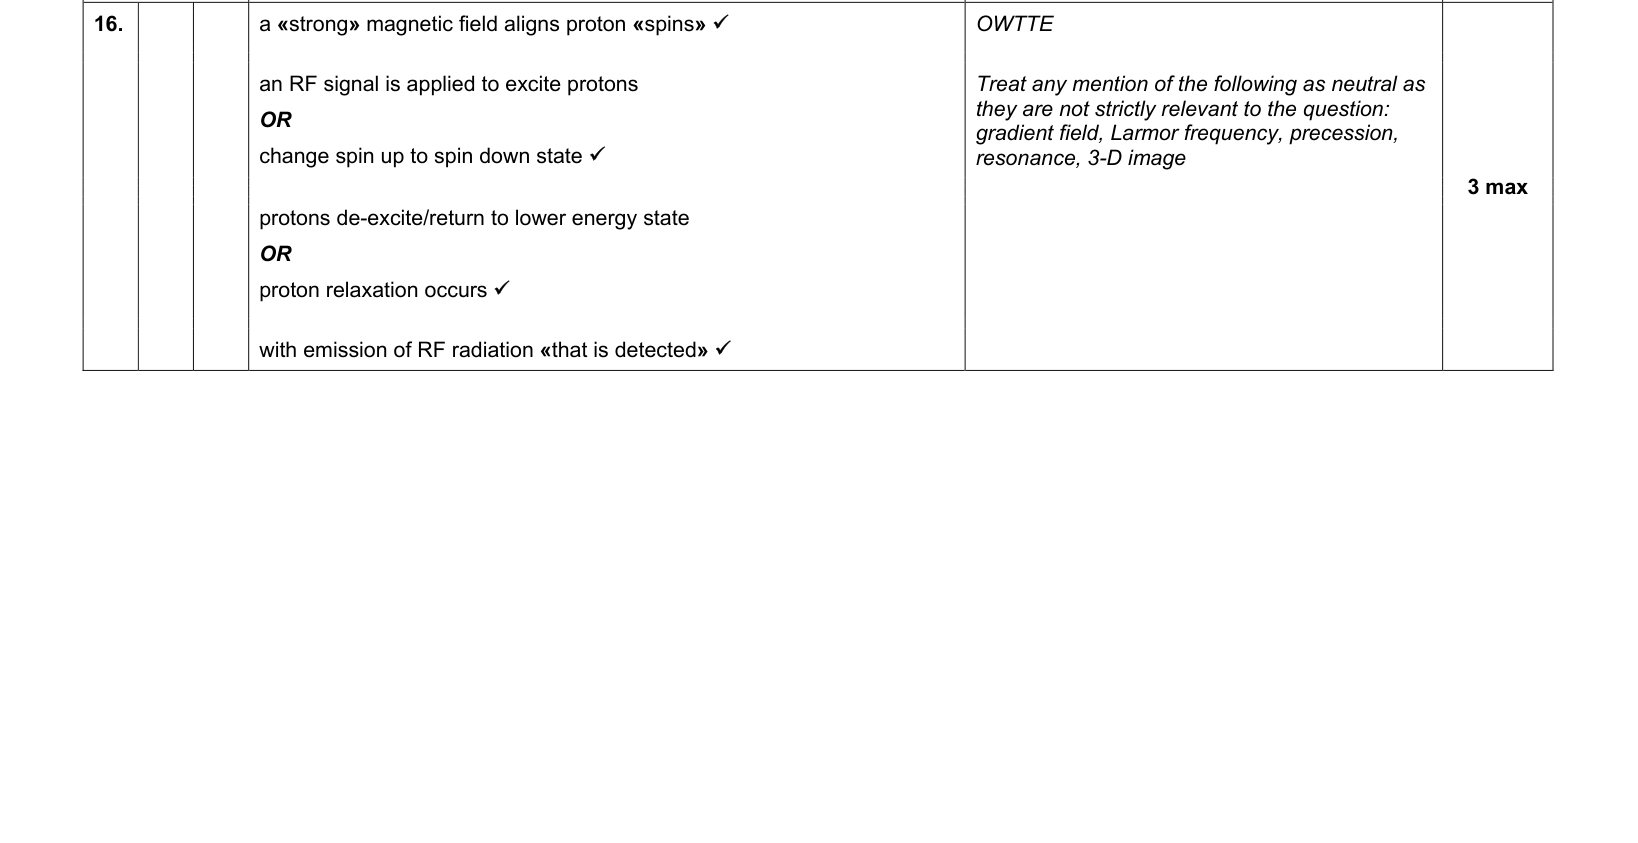 16.
a «strong» magnetic field aligns proton «spins» ✓
an RF signal is applied to excite protons
OR
change spin up to spin down state ✓
protons de-excite/return to lower energy state
OR
proton relaxation occurs ✓
with emission of RF radiation «that is detected» ✓
OWTTE
Treat any mention of the following as neutral as
they are not strictly relevant to the question:
gradient field, Larmor frequency, precession,
resonance, 3-D image
3 max